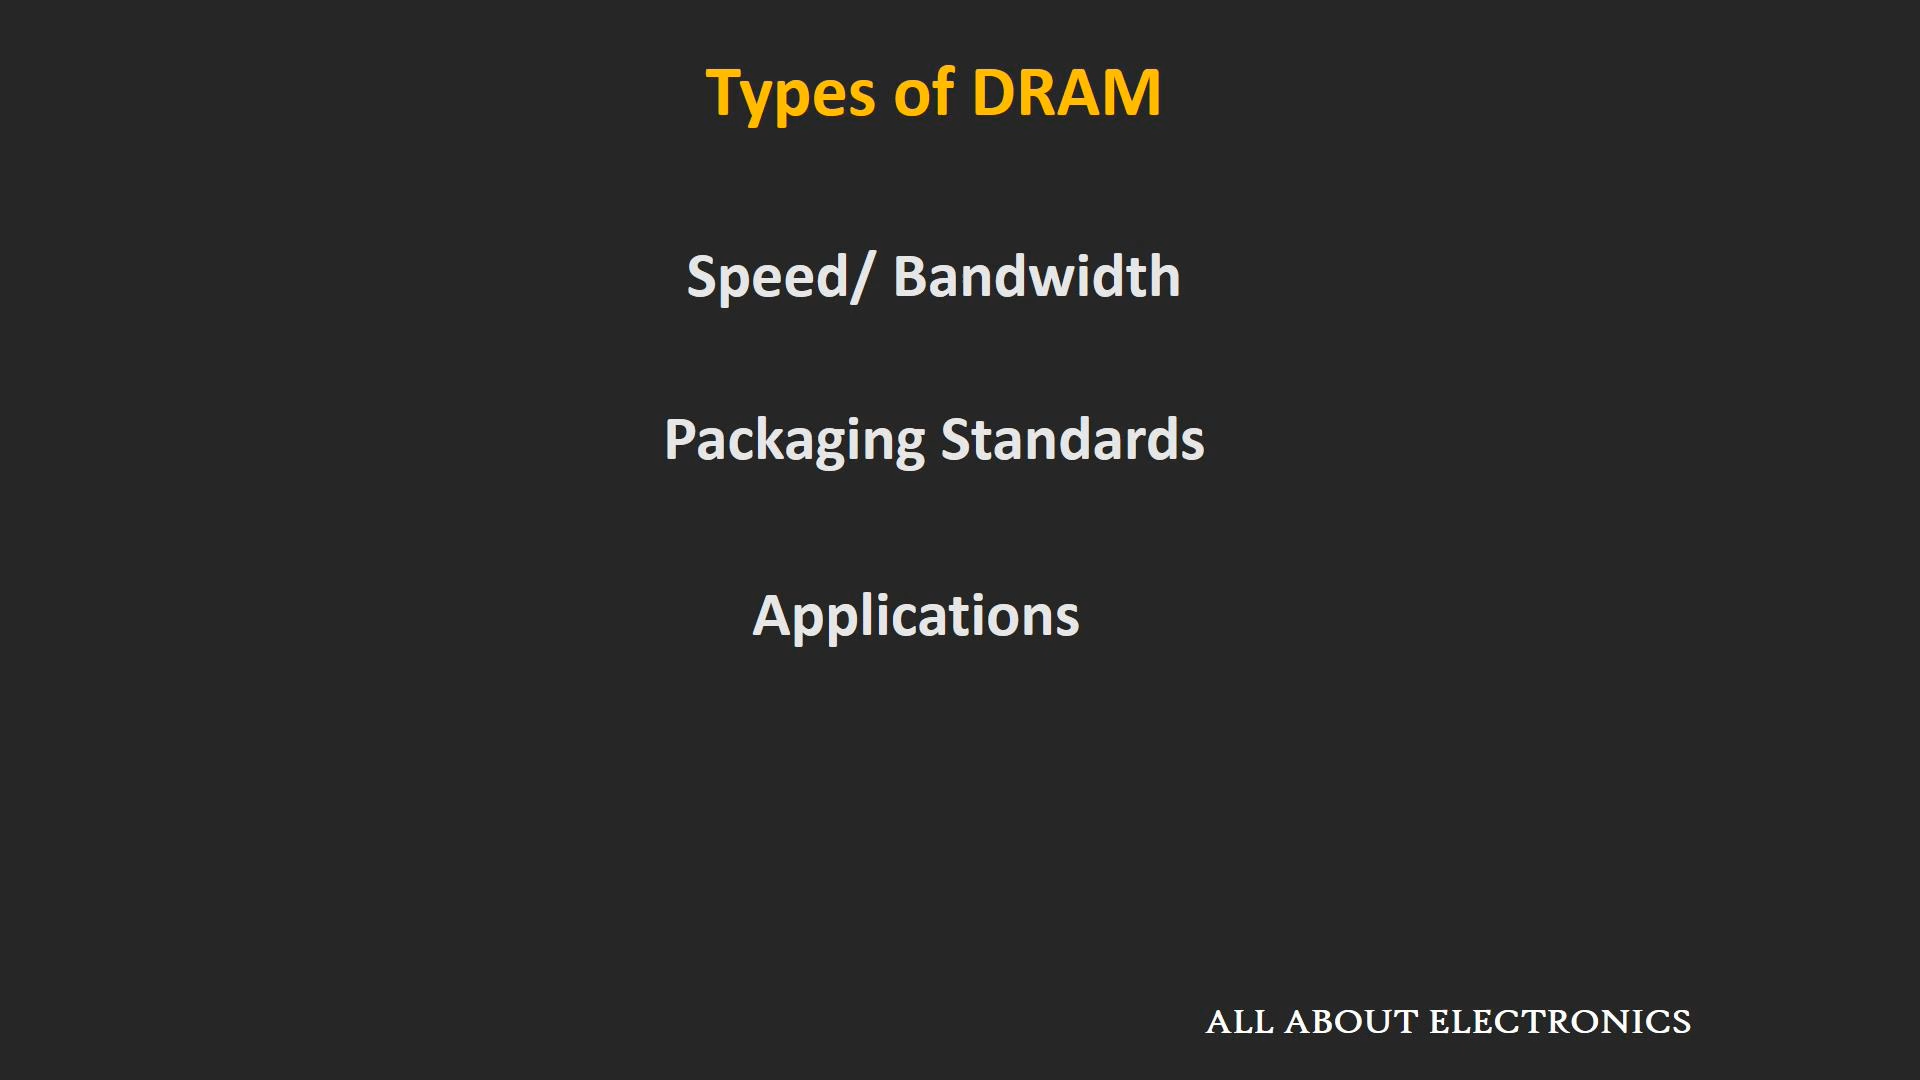 Types of DRAM
Speed/ Bandwidth
Packaging Standards
Applications
ALL ABOUT ELECTRONICS